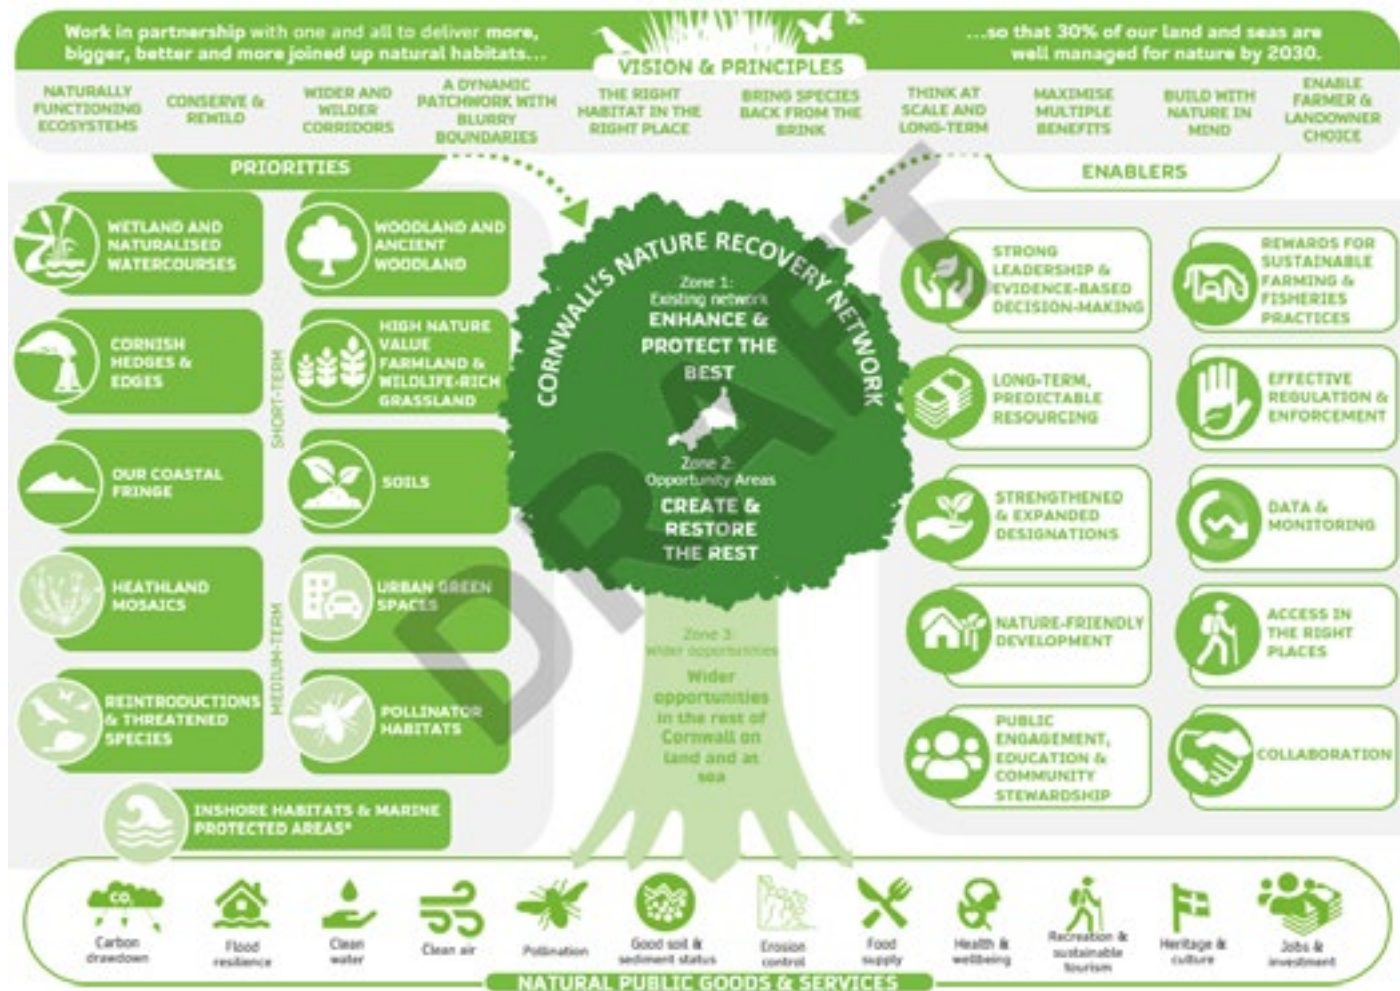 Work in partnership with one and all to deliver more,
bigger, better and more joined up natural habitats...
...so that 30% of our land and seas are
well managed for nature by 2030.
VISION & PRINCIPLES
NATURALLY
FUNCTIONING
ECOSYSTEMS
CONSERVE &
REWILD
WIDER AND
WILDER
CORRIDORS
A DYNAMIC
PATCHWORK WITH
BLURRY
BOUNDARIES
THE RIGHT
HABITAT IN THE
RIGHT PLACE
BRING SPECIES
BACK FROM THE
BRINK
THINK AT
SCALE AND
LONG-TERM
MAXIMISE
MULTIPLE
BENEFITS
BUILD WITH
NATURE IN
MIND
ENABLE
FARMER &
LANDOWNER
CHOICE
PRIORITIES
WETLAND AND
NATURALISED
WATERCOURSES
WOODLAND AND
ANCIENT
WOODLAND
CORNISH
HEDGES &
EDGES
HIGH NATURE
VALUE
FARMLAND &
WILDLIFE-RICH
GRASSLAND
SHORT-TERM
OUR COASTAL
FRINGE
SOILS
HEATHLAND
MOSAICS
URBAN GREEN
SPACES
MEDIUM-TERM
REINTRODUCTIONS
& THREATENED
SPECIES
POLLINATOR
HABITATS
INSHORE HABITATS & MARINE
PROTECTED AREAS*
CORNWALL'S NATURE RECOVERY NETWORK
Zone 1:
Existing network
ENHANCE &
PROTECT THE
BEST
Zone 2:
Opportunity Areas
CREATE &
RESTORE
THE REST
Zone 3:
Wider opportunities
Wider
opportunities
in the rest of
Cornwall on
land and at
sea
DRAFT
ENABLERS
STRONG
LEADERSHIP &
EVIDENCE-BASED
DECISION-MAKING
REWARDS FOR
SUSTAINABLE
FARMING &
FISHERIES
PRACTICES
LONG-TERM,
PREDICTABLE
RESOURCING
EFFECTIVE
REGULATION &
ENFORCEMENT
STRENGTHENED
& EXPANDED
DESIGNATIONS
DATA &
MONITORING
NATURE-FRIENDLY
DEVELOPMENT
ACCESS IN
THE RIGHT
PLACES
PUBLIC
ENGAGEMENT,
EDUCATION &
COMMUNITY
STEWARDSHIP
COLLABORATION
CO₂
Carbon
drawdown
Flood
resilience
Clean
water
Clean air
Pollination
Good soil &
sediment status
Erosion
control
Food
supply
Health &
wellbeing
Recreation &
sustainable
tourism
Heritage &
culture
Jobs &
investment
NATURAL PUBLIC GOODS & SERVICES